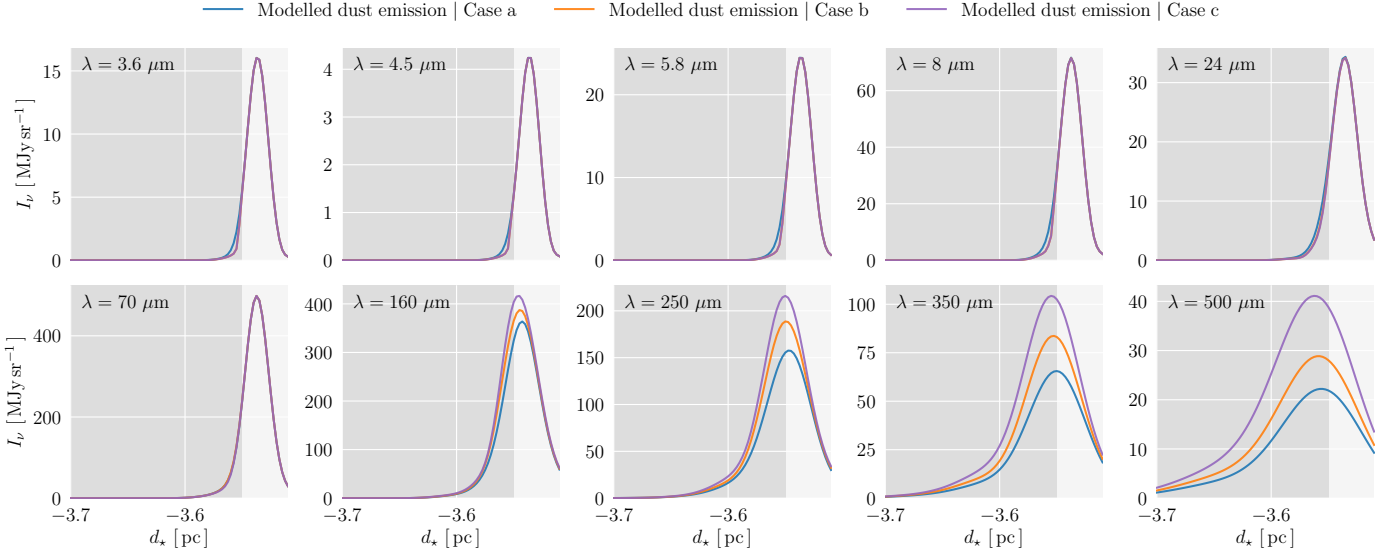 Modelled dust emission | Case a Modelled dust emission | Case b Modelled dust emission | Case c
λ = 3.6 μm λ = 4.5 μm λ = 5.8 μm λ = 8 μm λ = 24 μm
15 10 5 0
4 3 2 1 0
20 10 0
60 40 20 0
30 20 10 0
I_ν [MJy sr⁻¹]
λ = 70 μm λ = 160 μm λ = 250 μm λ = 350 μm λ = 500 μm
400 200 0
400 300 200 100 0
200 150 100 50 0
100 75 50 25 0
40 30 20 10 0
I_ν [MJy sr⁻¹]
−3.7 −3.6 −3.7 −3.6 −3.7 −3.6 −3.7 −3.6 −3.7 −3.6
d⋆ [pc] d⋆ [pc] d⋆ [pc] d⋆ [pc] d⋆ [pc]